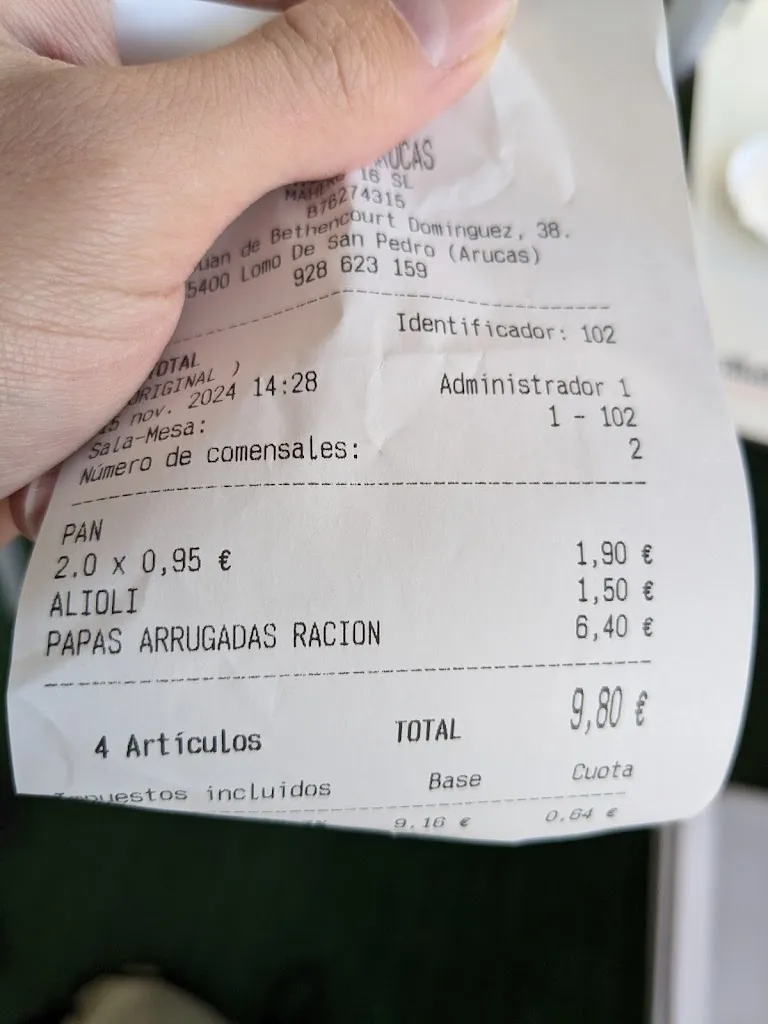 16 SL
B76274315
de Bethencourt Dominguez, 38.
5400 Lomo De San Pedro (Arucas)
928 623 159
Identificador: 102
ORIGINAL )
nov. 2024 14:28 Administrador 1
Sala-Mesa: 1 - 102
Número de comensales: 2
PAN
2.0 x 0,95 € 1,90 €
ALIOLI 1,50 €
PAPAS ARRUGADAS RACION 6,40 €
4 Artículos TOTAL 9,80 €
incluidos Base Cuota
9,16 € 0,64 €